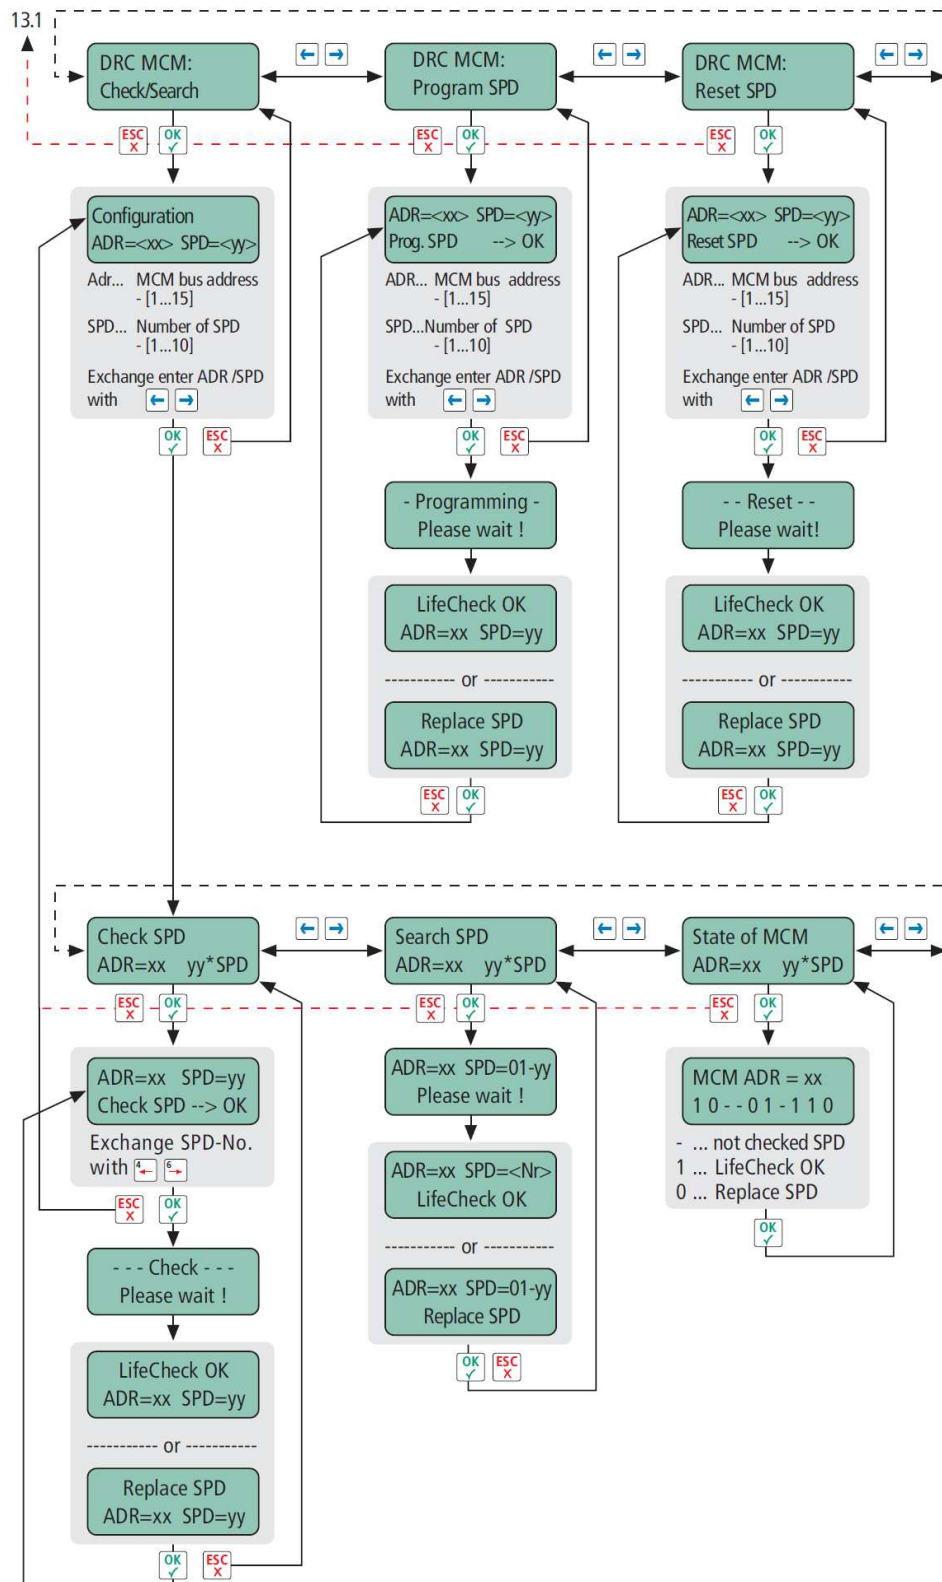 13.1
DRC MCM:
Check/Search
DRC MCM:
Program SPD
DRC MCM:
Reset SPD
ESC
X
OK
ESC
X
OK
ESC
X
OK
Configuration
ADR=<xx> SPD=<yy>
Adr... MCM bus address
- [1...15]
SPD... Number of SPD
- [1...10]
Exchange enter ADR /SPD
with
OK
ESC
X
ADR=<xx> SPD=<yy>
Prog. SPD --> OK
ADR... MCM bus address
- [1...15]
SPD...Number of SPD
- [1...10]
Exchange enter ADR /SPD
with
OK
ESC
X
- Programming -
Please wait !
LifeCheck OK
ADR=xx SPD=yy
----------- or -----------
Replace SPD
ADR=xx SPD=yy
ESC
X
OK
ADR=<xx> SPD=<yy>
Reset SPD --> OK
ADR... MCM bus address
- [1...15]
SPD... Number of SPD
- [1...10]
Exchange enter ADR /SPD
with
OK
ESC
X
- - Reset - -
Please wait!
LifeCheck OK
ADR=xx SPD=yy
----------- or -----------
Replace SPD
ADR=xx SPD=yy
ESC
X
OK
Check SPD
ADR=xx yy*SPD
Search SPD
ADR=xx yy*SPD
State of MCM
ADR=xx yy*SPD
ESC
X
OK
ESC
X
OK
ESC
X
OK
ADR=xx SPD=yy
Check SPD --> OK
Exchange SPD-No.
with 4 6
ESC
X
OK
- - - Check - - -
Please wait !
LifeCheck OK
ADR=xx SPD=yy
----------- or -----------
Replace SPD
ADR=xx SPD=yy
OK
ESC
X
ADR=xx SPD=01-yy
Please wait !
ADR=xx SPD=<Nr>
LifeCheck OK
----------- or -----------
ADR=xx SPD=01-yy
Replace SPD
OK
ESC
X
MCM ADR = xx
1 0 - - 0 1 - 1 1 0
- ... not checked SPD
1 ... LifeCheck OK
0 ... Replace SPD
OK